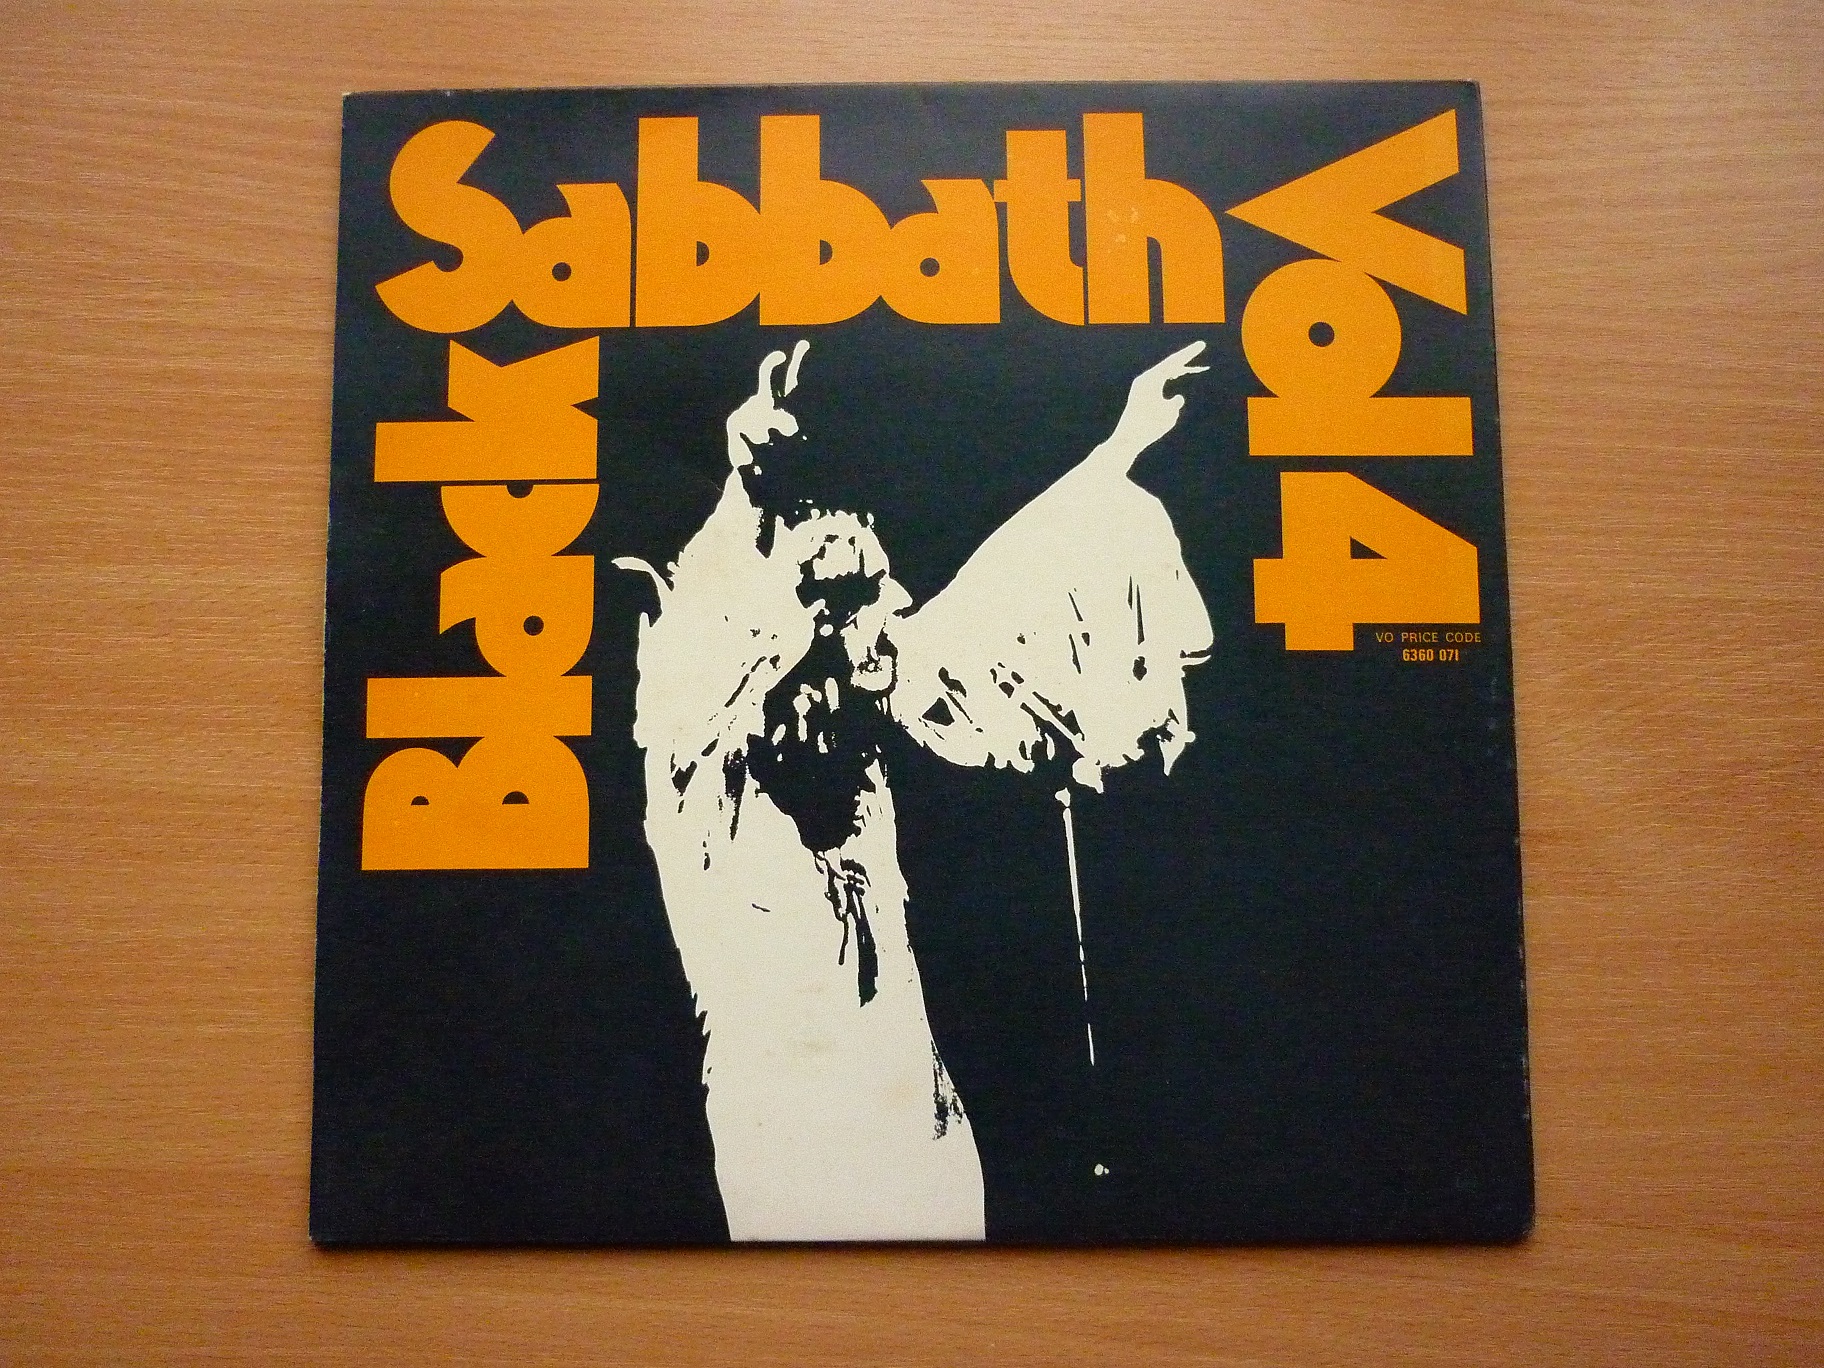 Black
Sabbath
Vol 4
VO PRICE CODE
6360 071